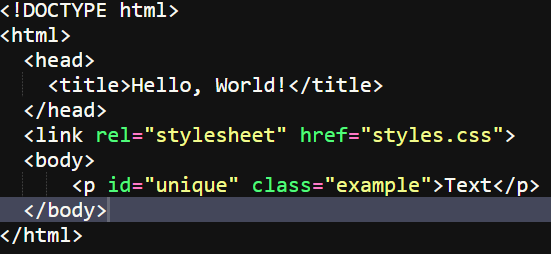 <!DOCTYPE html>
<html>
<head>
<title>Hello, World!</title>
</head>
<link rel="stylesheet" href="styles.css">
<body>
<p id="unique" class="example">Text</p>
</body>
</html>